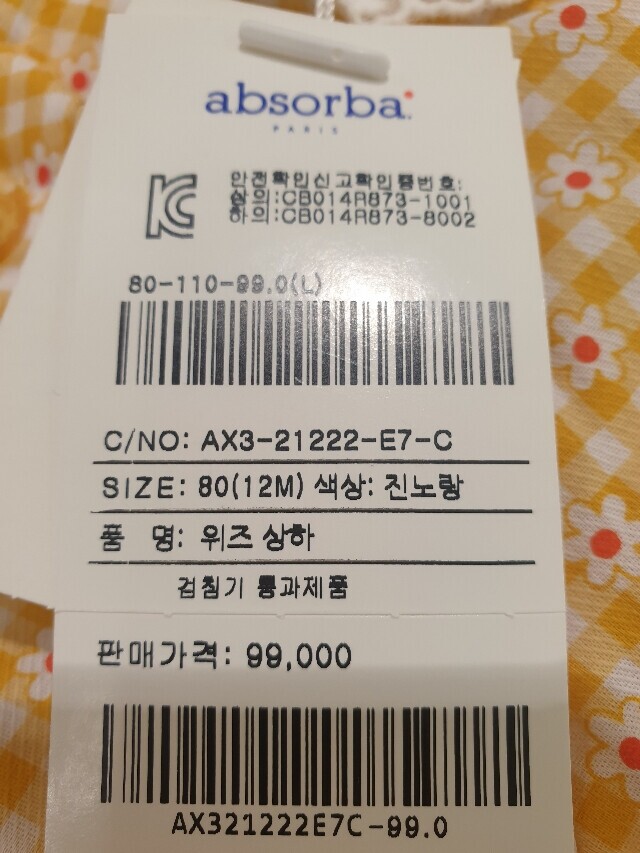 absorba
PARIS
안전확인신고확인증번호:
상의:CB014R873-1001
하의:CB014R873-8002
80-110-99.0(L)
C/NO: AX3-21222-E7-C
SIZE: 80(12M) 색상: 진노랑
품 명: 위즈 상하
검침기 통과제품
판매가격: 99,000
AX321222E7C-99.0